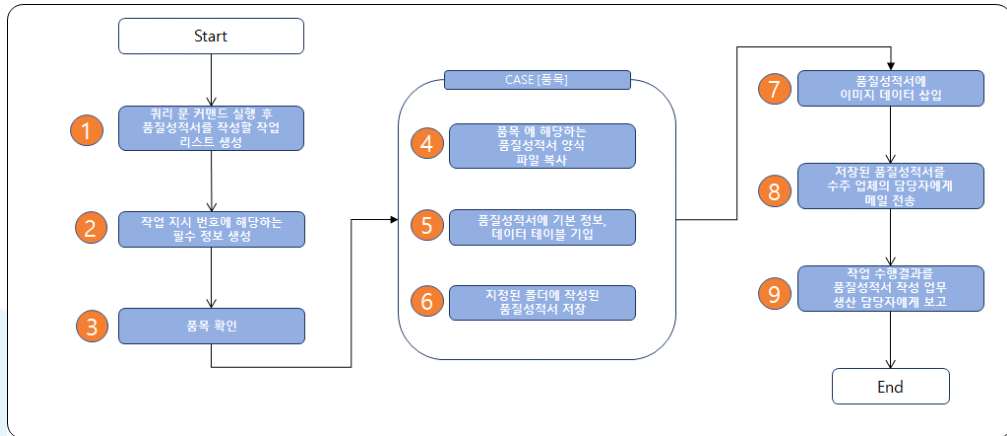 Start
1
쿼리 문 커맨드 실행 후
품질성적서를 작성할 작업
리스트 생성
2
작업 지시 번호에 해당하는
필수 정보 생성
3
품목 확인
CASE [품목]
4
품목 에 해당하는
품질성적서 양식
파일 복사
5
품질성적서에 기본 정보,
데이터 테이블 기입
6
지정된 폴더에 작성된
품질성적서 저장
7
품질성적서에
이미지 데이터 삽입
8
저장된 품질성적서를
수주 업체의 담당자에게
메일 전송
9
작업 수행결과를
품질성적서 작성 업무
생산 담당자에게 보고
End